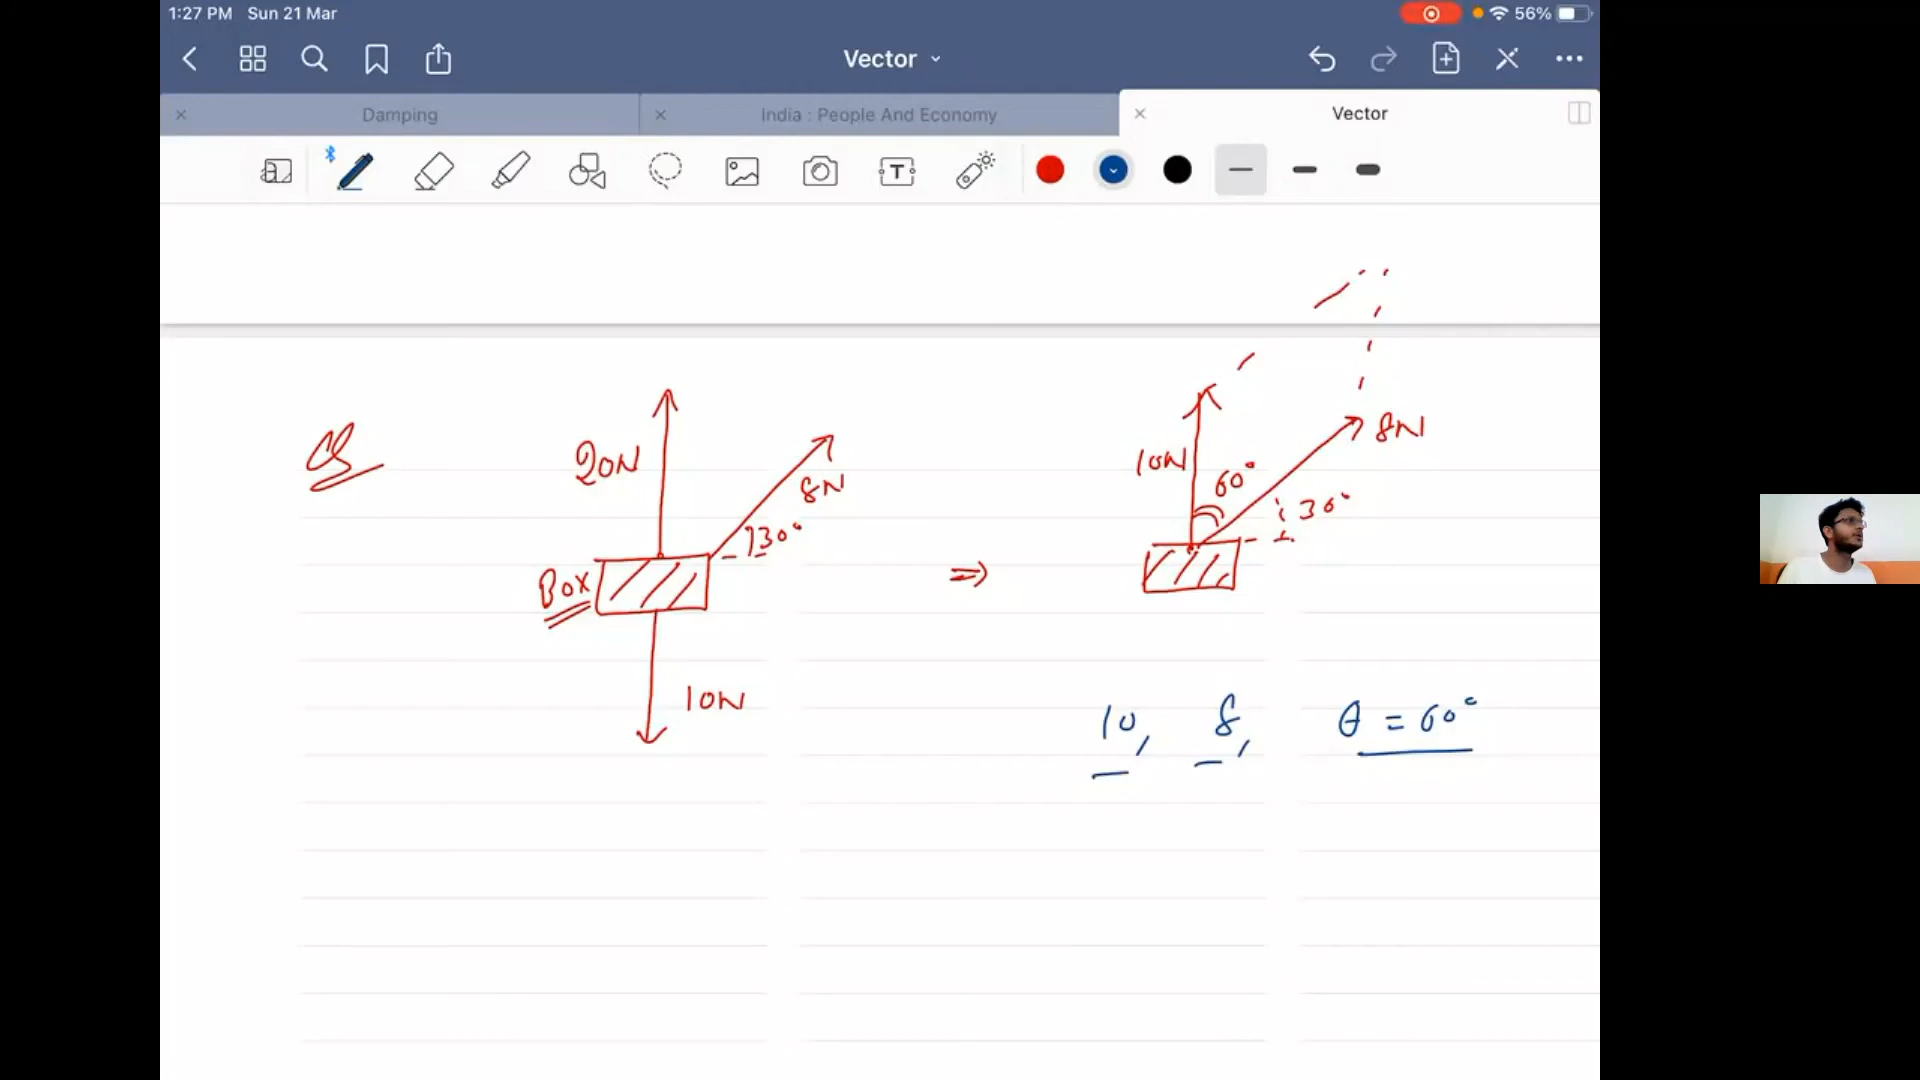 1:27 PM Sun 21 Mar 56%
Vector
Damping India : People And Economy Vector
T
20N
8N
30°
Box
10N
⇒
10N
60°
8N
30°
10, 8, θ = 60°